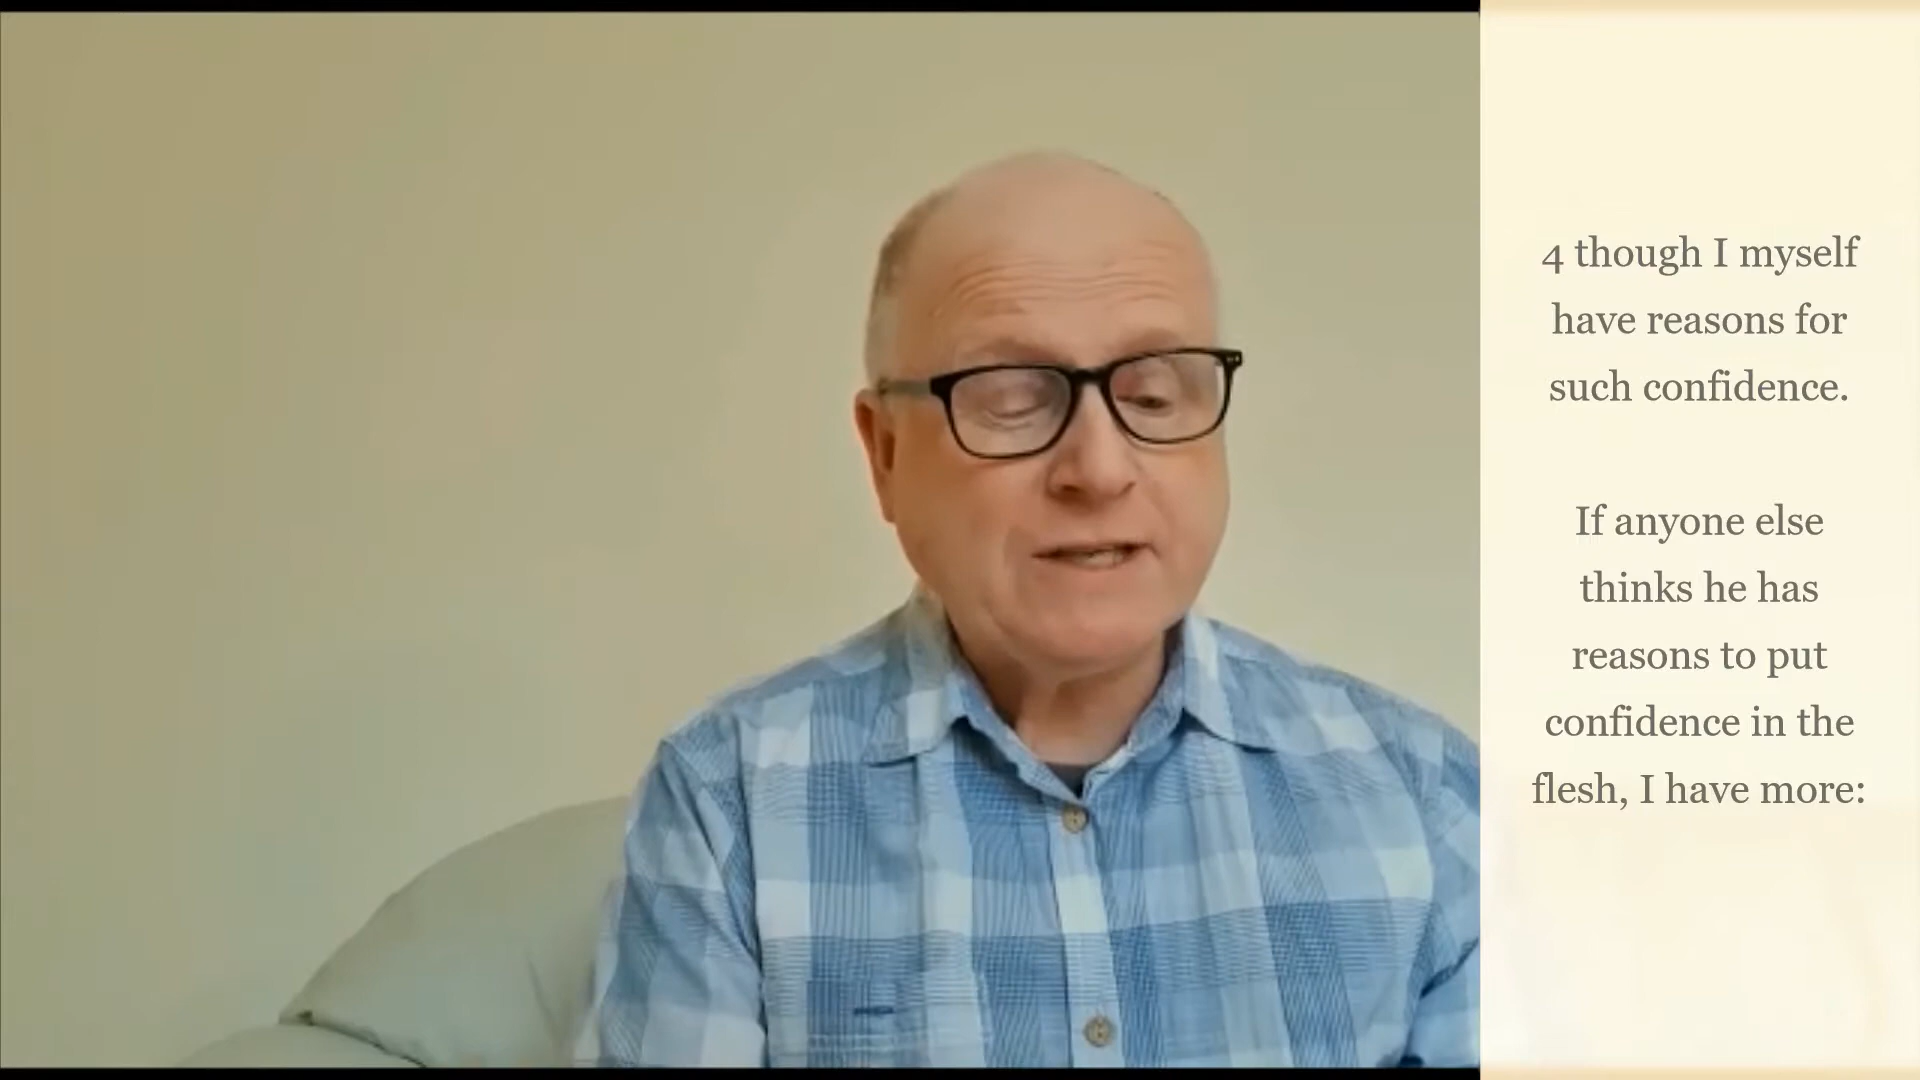 4 though I myself
have reasons for
such confidence.
If anyone else
thinks he has
reasons to put
confidence in the
flesh, I have more: